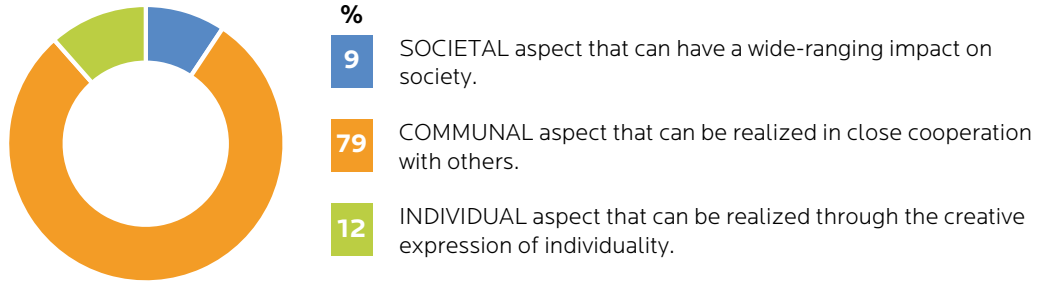 %
9
SOCIETAL aspect that can have a wide-ranging impact on
society.
79
COMMUNAL aspect that can be realized in close cooperation
with others.
12
INDIVIDUAL aspect that can be realized through the creative
expression of individuality.